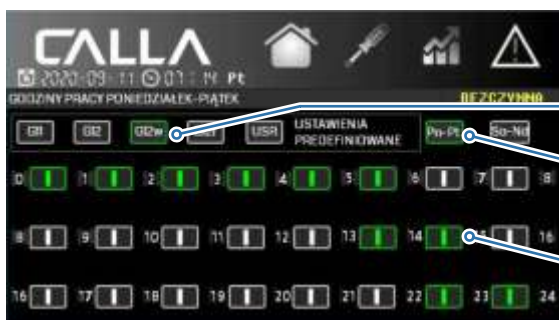 CALLA
2020-09-11 07:14 Pt
GODZINY PRACY PONIEDZIAŁEK-PIĄTEK BEZCZYNNA
G11 G12 G12w USR USTAWIENIA PREDEFINIOWANE Pn-Pt So-Nd
0 1 2 3 4 5 6 7 8
8 9 10 11 12 13 14 15 16
16 17 18 19 20 21 22 23 24